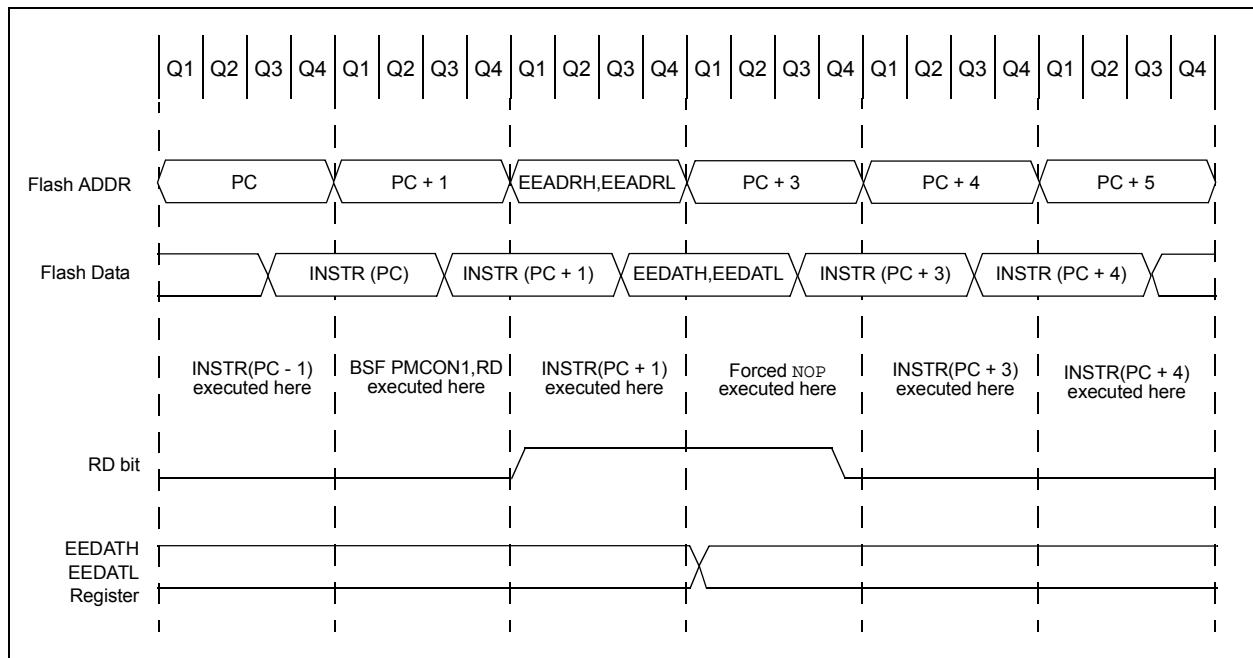 Q1 Q2 Q3 Q4 Q1 Q2 Q3 Q4 Q1 Q2 Q3 Q4 Q1 Q2 Q3 Q4 Q1 Q2 Q3 Q4 Q1 Q2 Q3 Q4
Flash ADDR PC PC + 1 EEADRH,EEADRL PC + 3 PC + 4 PC + 5
Flash Data INSTR (PC) INSTR (PC + 1) EEDATH,EEDATL INSTR (PC + 3) INSTR (PC + 4)
INSTR(PC - 1)
executed here
BSF PMCON1,RD
executed here
INSTR(PC + 1)
executed here
Forced NOP
executed here
INSTR(PC + 3)
executed here
INSTR(PC + 4)
executed here
RD bit
EEDATH
EEDATL
Register